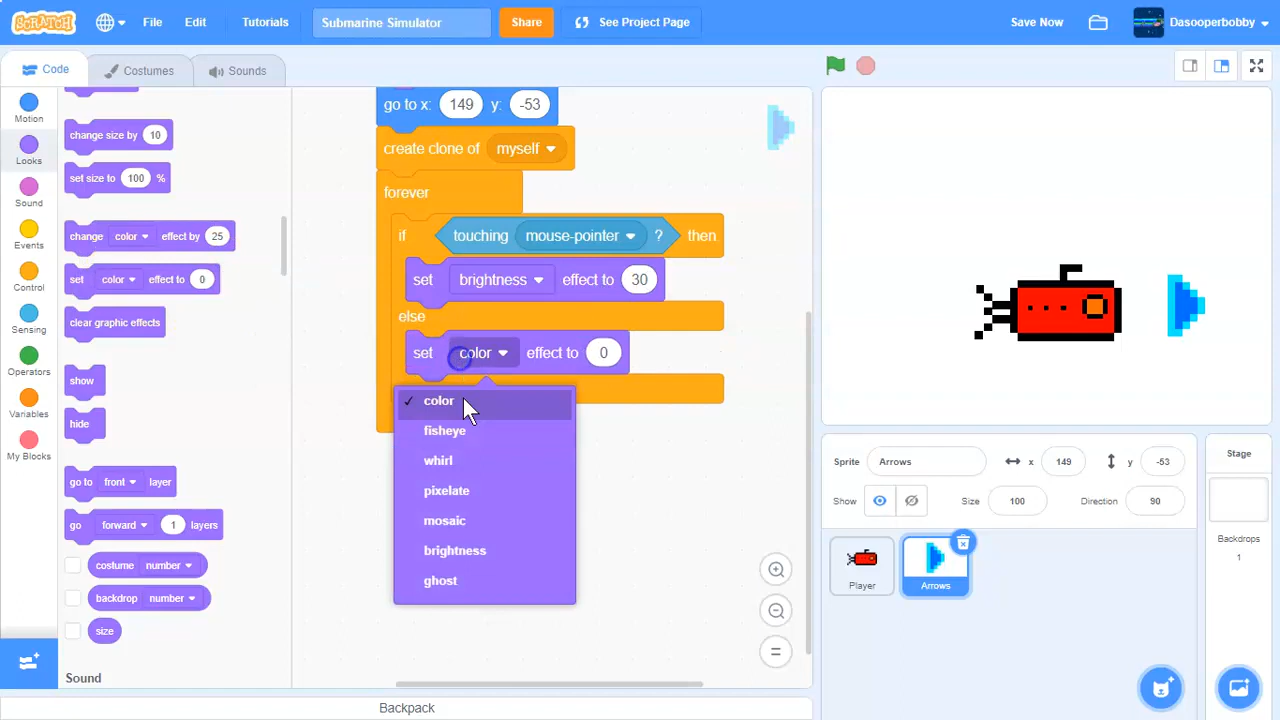 SCRATCH
File
Edit
Tutorials
Submarine Simulator
Share
See Project Page
Save Now
Dasooperbobby
Code
Costumes
Sounds
Motion
Looks
Sound
Events
Control
Sensing
Operators
Variables
My Blocks
change size by 10
set size to 100 %
change color effect by 25
set color effect to 0
clear graphic effects
show
hide
go to front layer
go forward 1 layers
costume number
backdrop number
size
Sound
go to x: 149 y: -53
create clone of myself
forever
if touching mouse-pointer ? then
set brightness effect to 30
else
set color effect to 0
color
fisheye
whirl
pixelate
mosaic
brightness
ghost
Sprite Arrows x 149 y -53
Show Size 100 Direction 90
Player
Arrows
Stage
Backdrops
1
Backpack